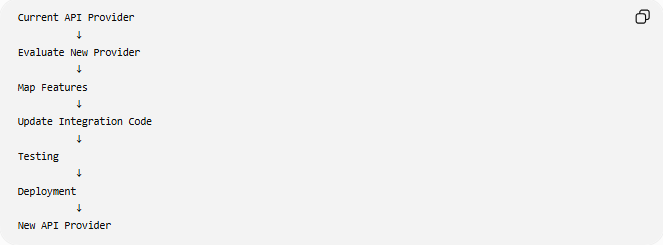 Current API Provider
↓
Evaluate New Provider
↓
Map Features
↓
Update Integration Code
↓
Testing
↓
Deployment
↓
New API Provider